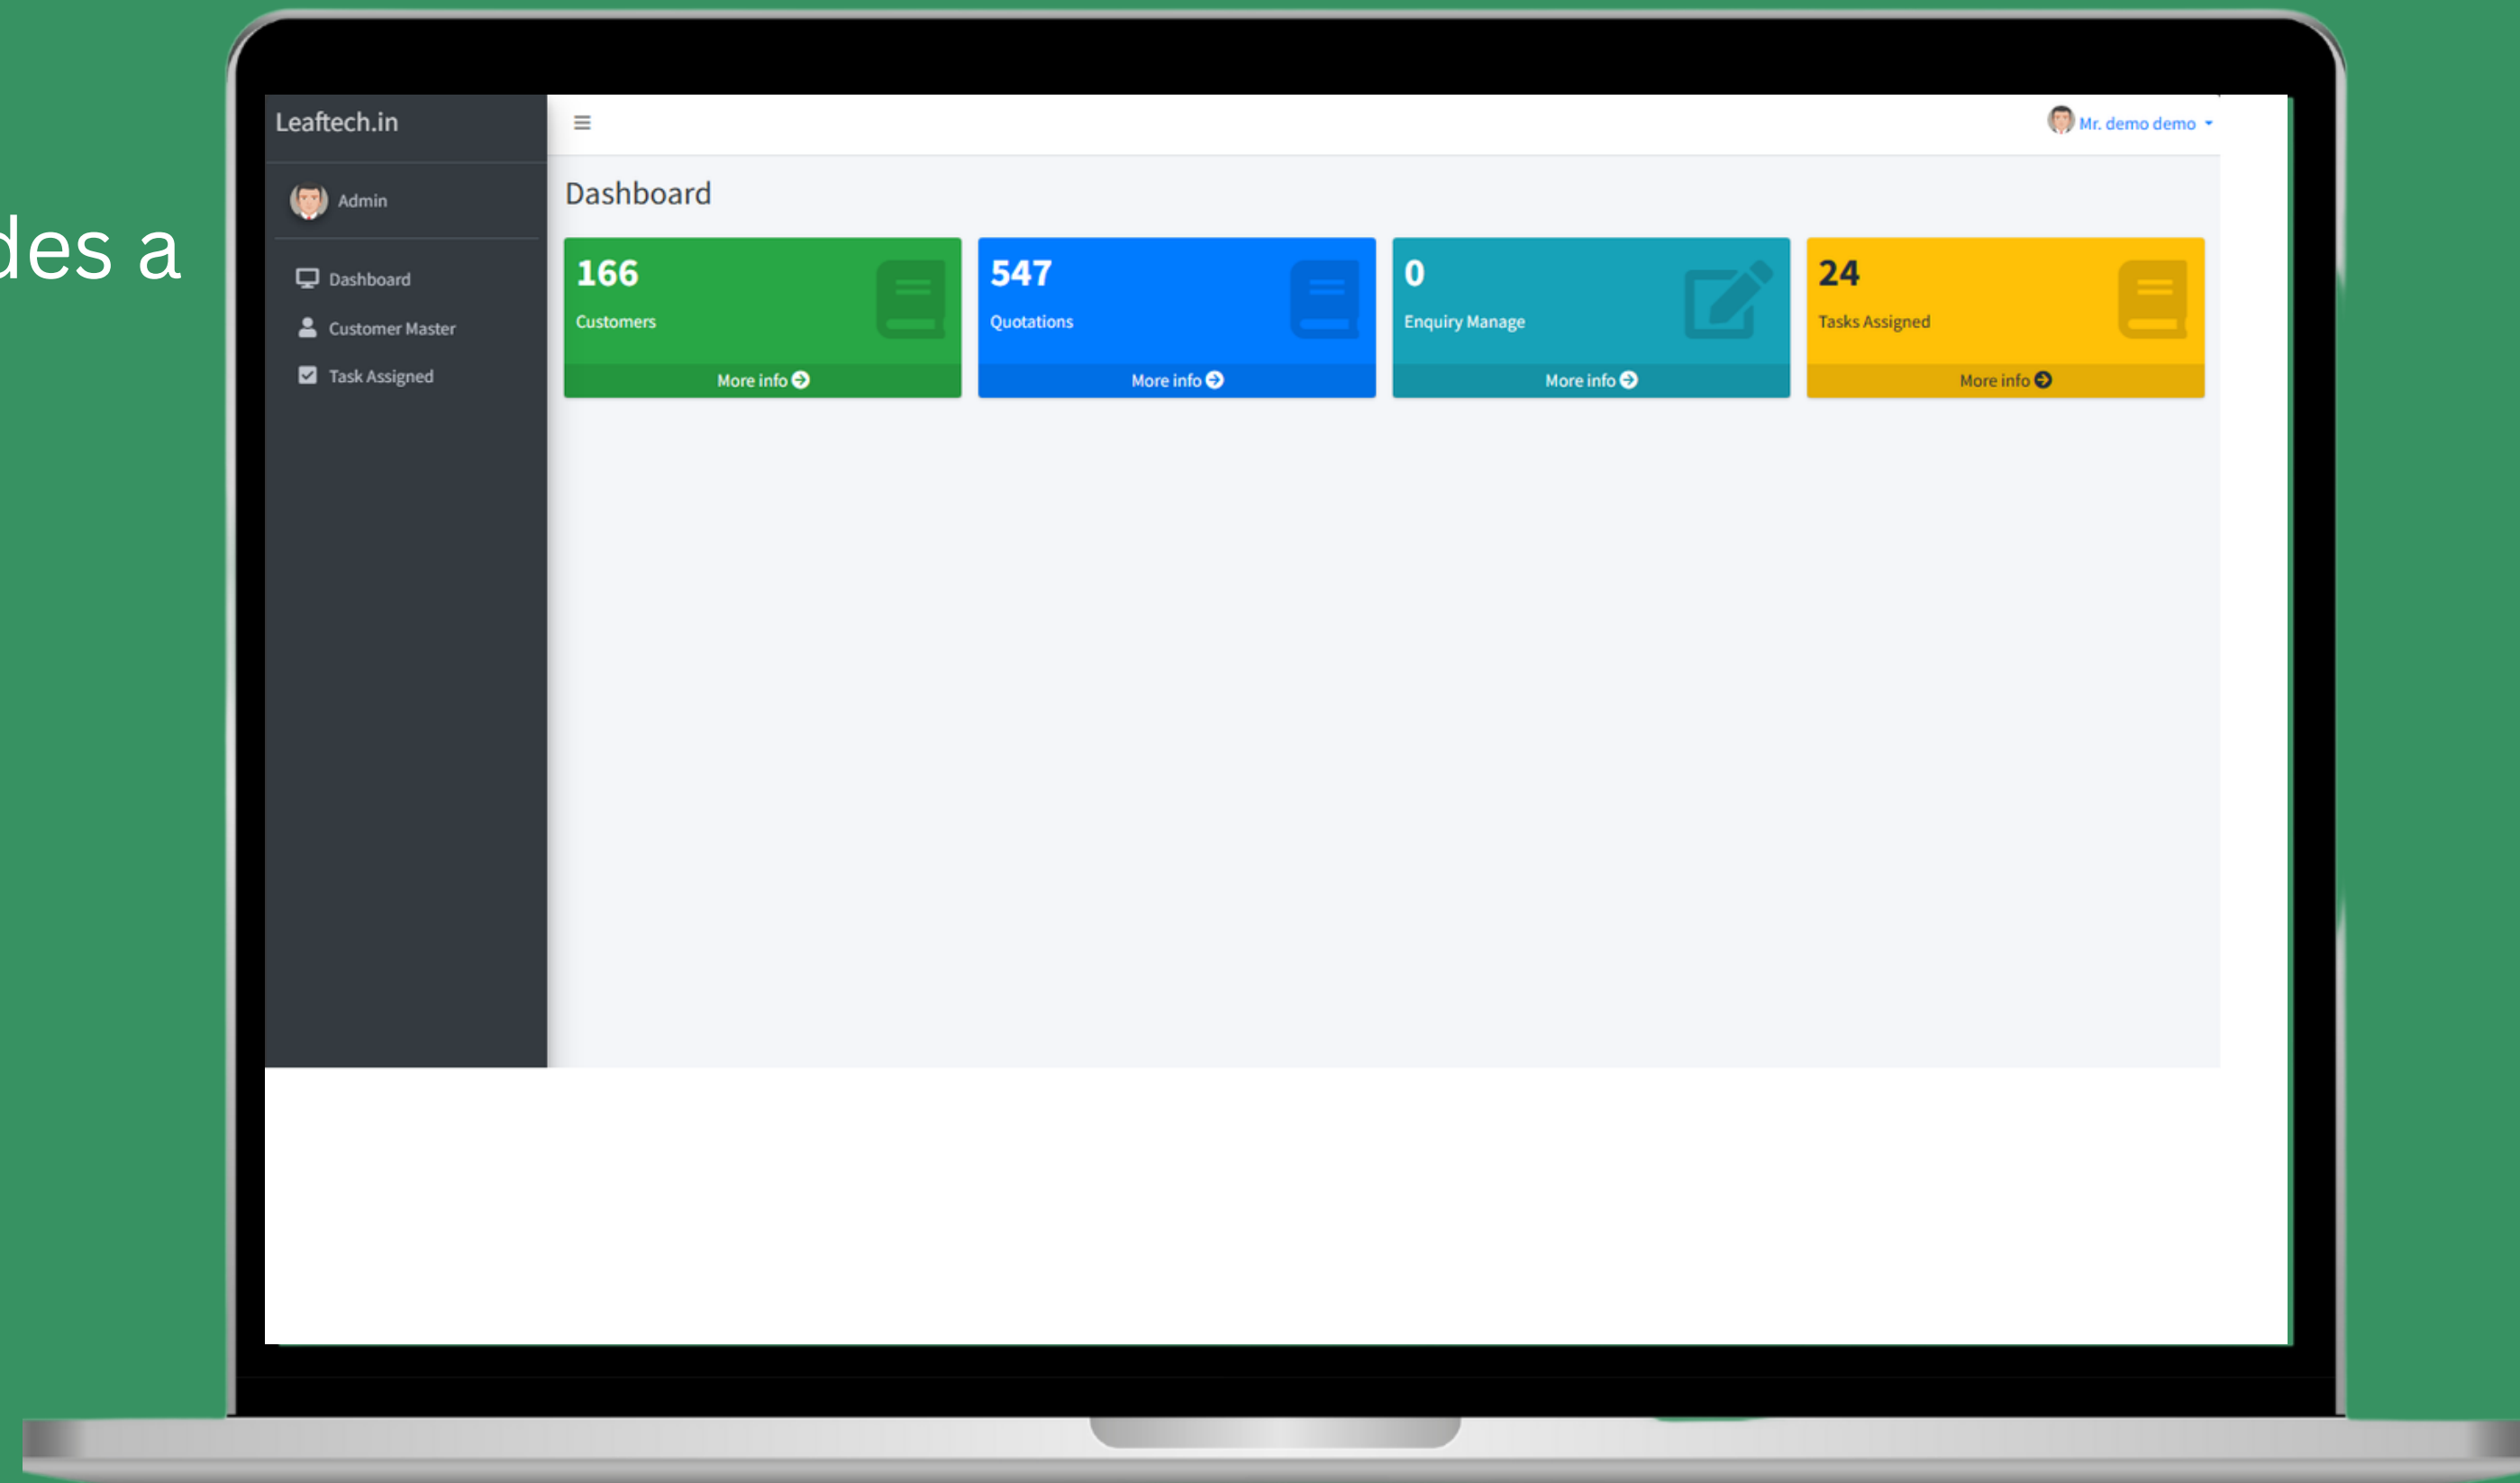 des a
Leaftech.in
Mr. demo demo
Admin
Dashboard
Customer Master
Task Assigned
Dashboard
166
Customers
More info
547
Quotations
More info
0
Enquiry Manage
More info
24
Tasks Assigned
More info